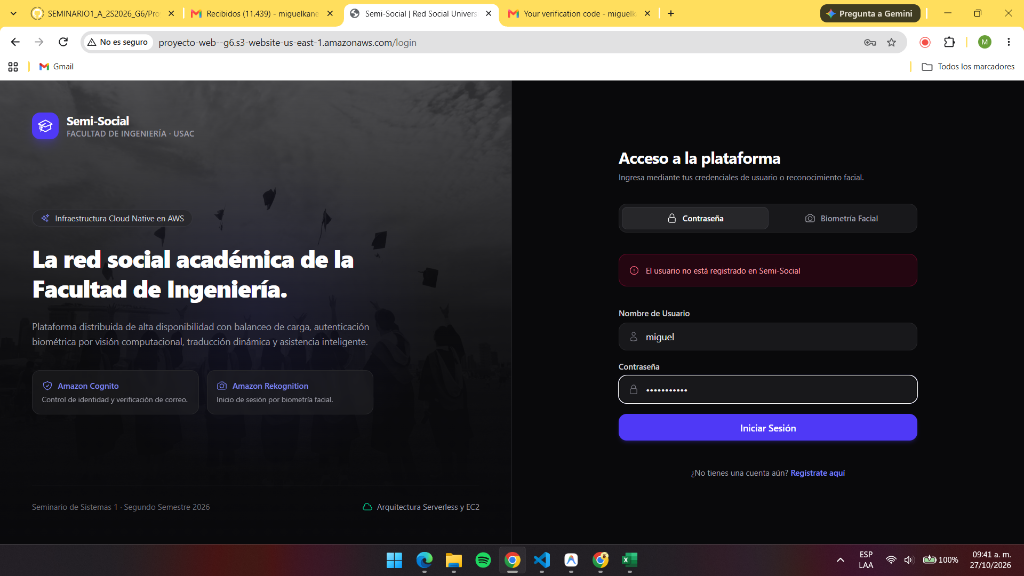 SEMINARIO1_A_2S2026_G6/Pro
Recibidos (11.439) - miguelkane
Semi-Social | Red Social Univers
Your verification code - miguelk
Pregunta a Gemini
No es seguro
proyecto-web--g6.s3-website-us-east-1.amazonaws.com/login
M
Gmail
Todos los marcadores
Semi-Social
FACULTAD DE INGENIERÍA · USAC
Infraestructura Cloud Native en AWS
La red social académica de la
Facultad de Ingeniería.
Plataforma distribuida de alta disponibilidad con balanceo de carga, autenticación
biométrica por visión computacional, traducción dinámica y asistencia inteligente.
Amazon Cognito
Control de identidad y verificación de correo.
Amazon Rekognition
Inicio de sesión por biometría facial.
Seminario de Sistemas 1 · Segundo Semestre 2026
Arquitectura Serverless y EC2
Acceso a la plataforma
Ingresa mediante tus credenciales de usuario o reconocimiento facial.
Contraseña
Biometría Facial
El usuario no está registrado en Semi-Social
Nombre de Usuario
miguel
Contraseña
•••••••••••
Iniciar Sesión
¿No tienes una cuenta aún? Regístrate aquí
ESP
LAA
100%
09:41 a. m.
27/10/2026